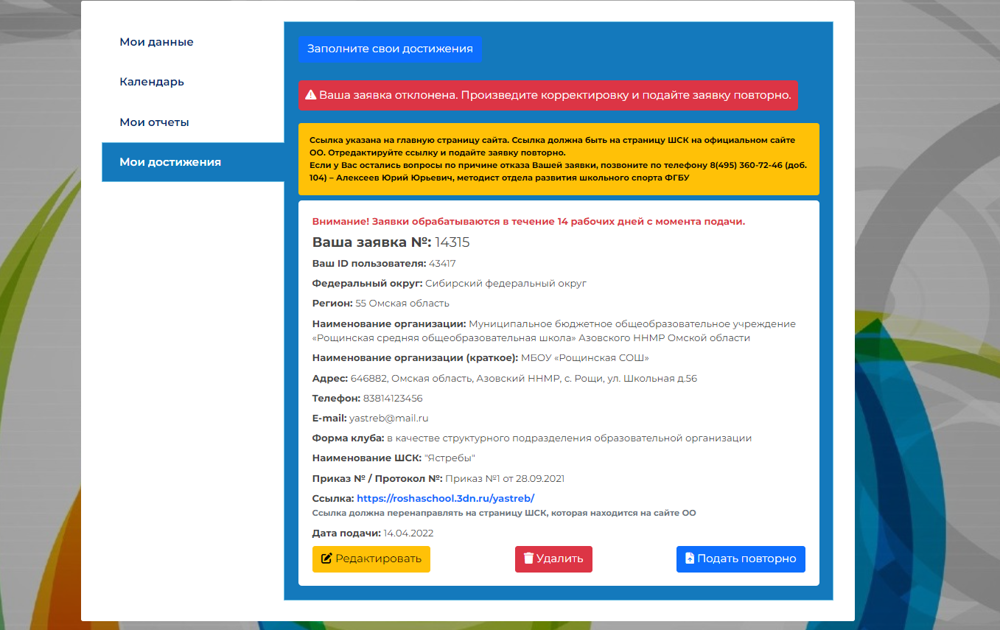 Мои данные
Календарь
Мои отчеты
Мои достижения
Заполните свои достижения
Ваша заявка отклонена. Произведите корректировку и подайте заявку повторно.
Ссылка указана на главную страницу сайта. Ссылка должна быть на страницу ШСК на официальном сайте
ОО. Отредактируйте ссылку и подайте заявку повторно.
Если у Вас остались вопросы по причине отказа Вашей заявки, позвоните по телефону 8(495) 360-72-46 (доб.
104) – Алексеев Юрий Юрьевич, методист отдела развития школьного спорта ФГБУ
Внимание! Заявки обрабатываются в течение 14 рабочих дней с момента подачи.
Ваша заявка №: 14315
Ваш ID пользователя: 43417
Федеральный округ: Сибирский федеральный округ
Регион: 55 Омская область
Наименование организации: Муниципальное бюджетное общеобразовательное учреждение
«Рощинская средняя общеобразовательная школа» Азовского ННМР Омской области
Наименование организации (краткое): МБОУ «Рощинская СОШ»
Адрес: 646882, Омская область, Азовский ННМР, с. Рощи, ул. Школьная д.56
Телефон: 83814123456
E-mail: yastreb@mail.ru
Форма клуба: в качестве структурного подразделения образовательной организации
Наименование ШСК: "Ястребы"
Приказ № / Протокол №: Приказ №1 от 28.09.2021
Ссылка: https://roshaschool.3dn.ru/yastreb/
Ссылка должна перенаправлять на страницу ШСК, которая находится на сайте ОО
Дата подачи: 14.04.2022
Редактировать
Удалить
Подать повторно